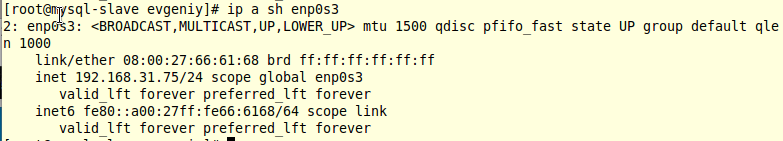 [root@mysql-slave evgeniy]# ip a sh enp0s3
2: enp0s3: <BROADCAST,MULTICAST,UP,LOWER_UP> mtu 1500 qdisc pfifo_fast state UP group default qle
n 1000
    link/ether 08:00:27:66:61:68 brd ff:ff:ff:ff:ff:ff
    inet 192.168.31.75/24 scope global enp0s3
       valid_lft forever preferred_lft forever
    inet6 fe80::a00:27ff:fe66:6168/64 scope link
       valid_lft forever preferred_lft forever